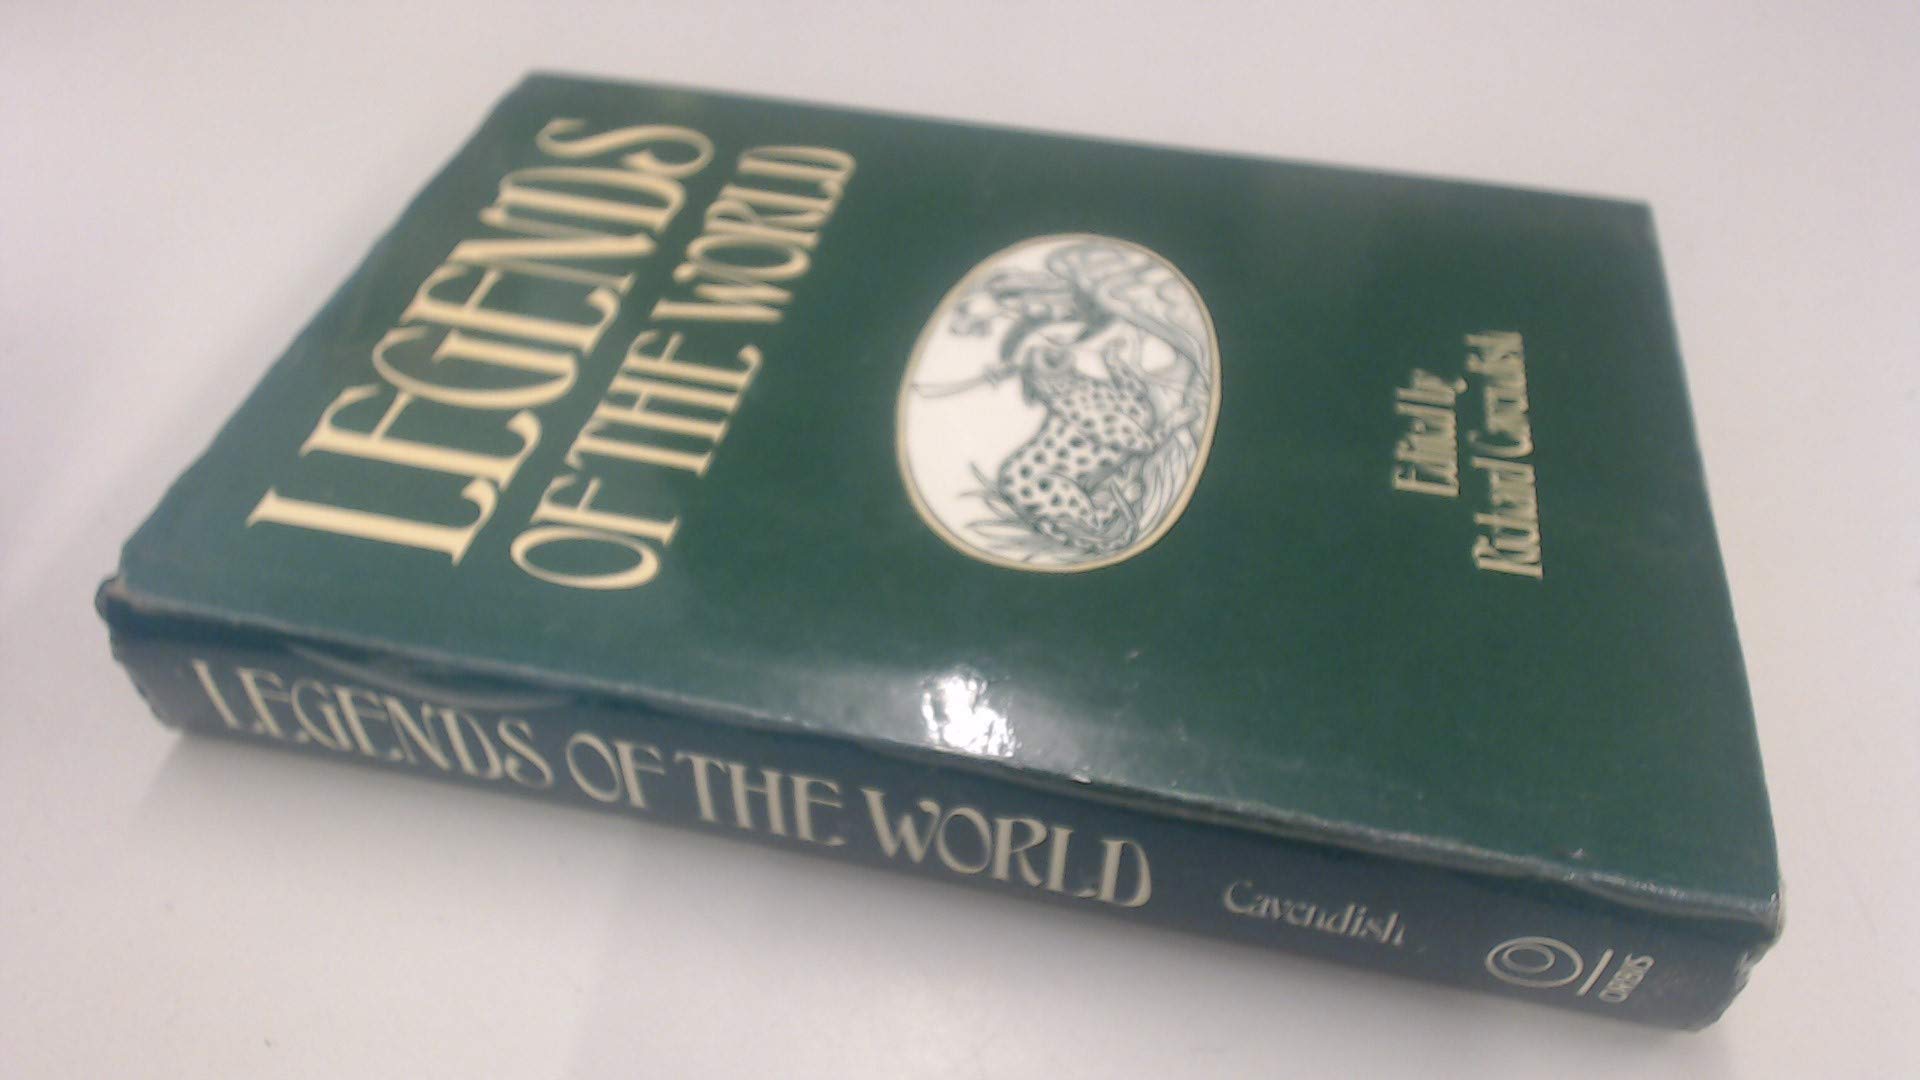 LEGENDS
OF THE WORLD
Edited by
Richard Cavendish
LEGENDS OF THE WORLD
Cavendish
ORBIS